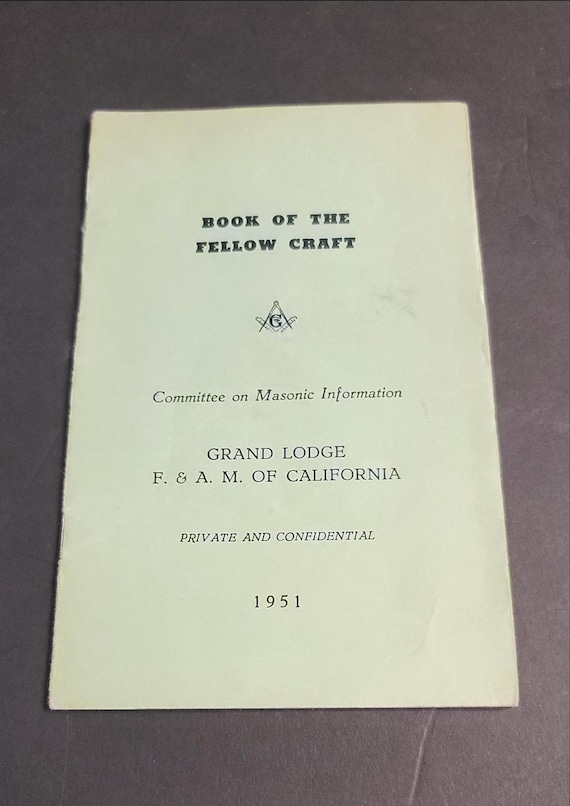 BOOK OF THE
FELLOW CRAFT
G
Committee on Masonic Information
GRAND LODGE
F. & A. M. OF CALIFORNIA
PRIVATE AND CONFIDENTIAL
1951